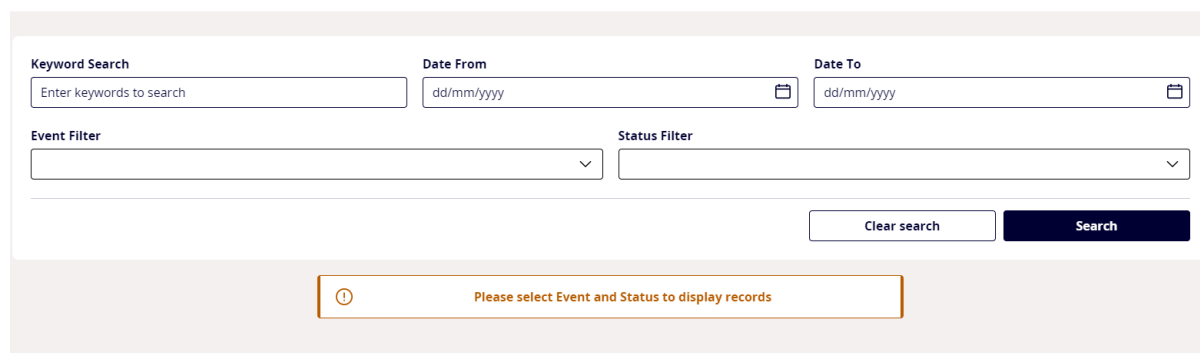 Keyword Search
Date From
Date To
Enter keywords to search
dd/mm/yyyy
dd/mm/yyyy
Event Filter
Status Filter
Clear search
Search
Please select Event and Status to display records